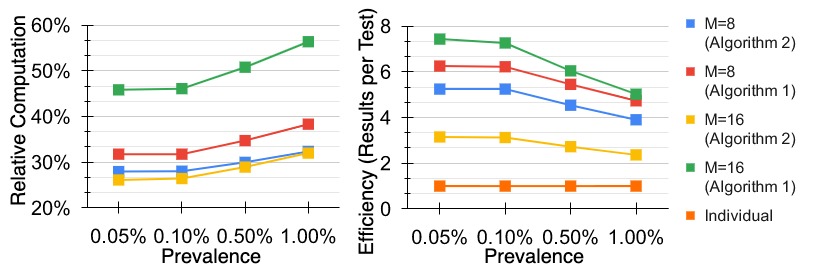 Relative Computation
60%
50%
40%
30%
20%
0.05% 0.10% 0.50% 1.00%
Prevalence
Efficiency (Results per Test)
8
6
4
2
0
0.05% 0.10% 0.50% 1.00%
Prevalence
M=8
(Algorithm 2)
M=8
(Algorithm 1)
M=16
(Algorithm 2)
M=16
(Algorithm 1)
Individual